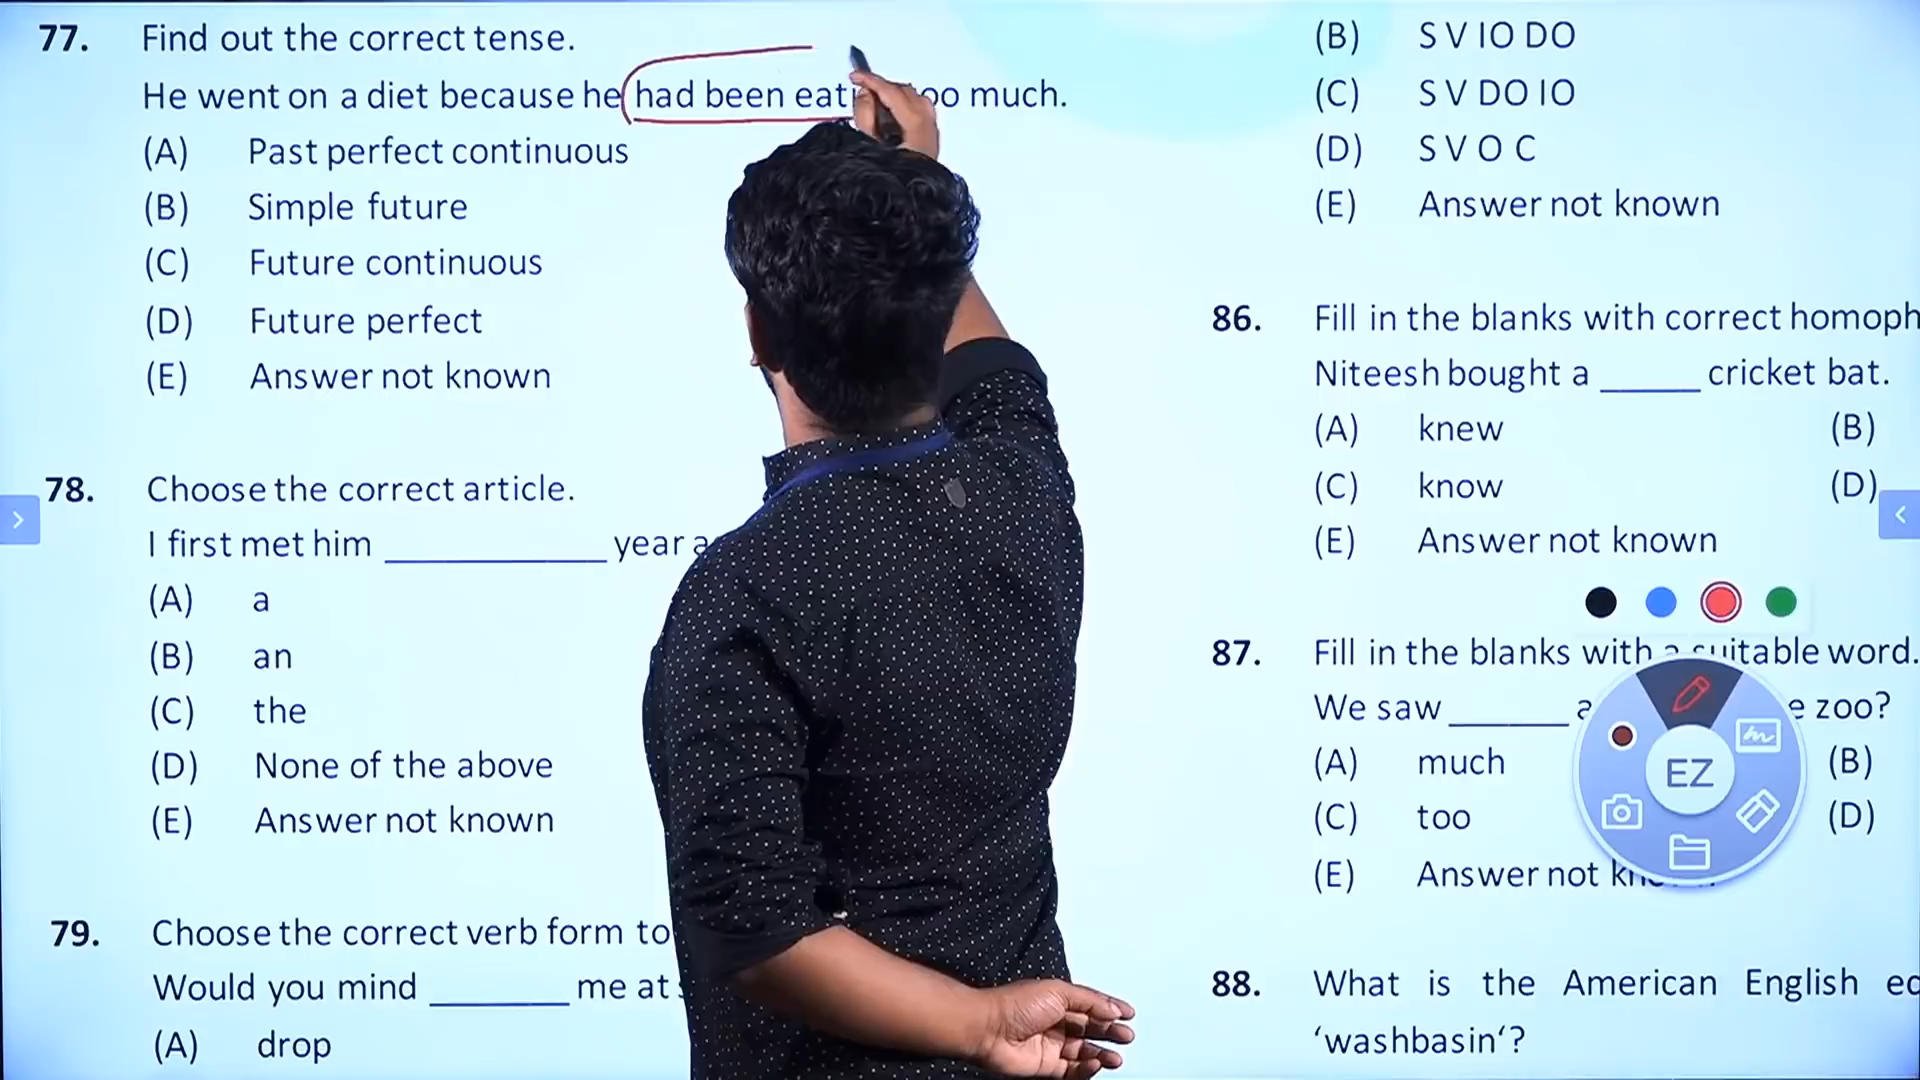 77. Find out the correct tense.
He went on a diet because he had been too much.
(A) Past perfect continuous
(B) Simple future
(C) Future continuous
(D) Future perfect
(E) Answer not known
78. Choose the correct article.
I first met him __________ year
(A) a
(B) an
(C) the
(D) None of the above
(E) Answer not known
79. Choose the correct verb form to
Would you mind ______ me at
(A) drop
(B) S V IO DO
(C) S V DO IO
(D) S V O C
(E) Answer not known
86. Fill in the blanks with correct
Niteesh bought a _____ cricket bat.
(A) knew (B)
(C) know (D)
(E) Answer not known
87. Fill in the blanks with a suitable word.
We saw ______ zoo?
(A) much (B)
(C) too (D)
(E) Answer not
EZ
88. What is the American English
‘washbasin‘?